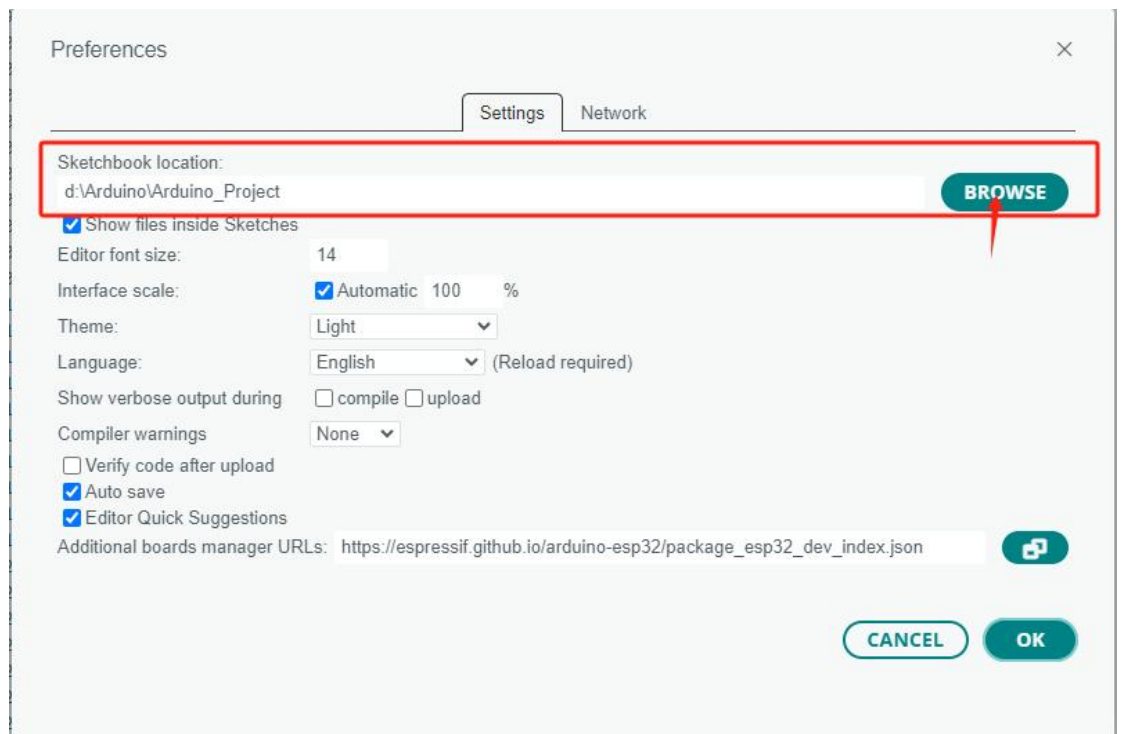 Preferences
Settings Network
Sketchbook location:
d:\Arduino\Arduino_Project BROWSE
Show files inside Sketches
Editor font size: 14
Interface scale: Automatic 100 %
Theme: Light
Language: English (Reload required)
Show verbose output during compile upload
Compiler warnings None
Verify code after upload
Auto save
Editor Quick Suggestions
Additional boards manager URLs: https://espressif.github.io/arduino-esp32/package_esp32_dev_index.json
CANCEL OK